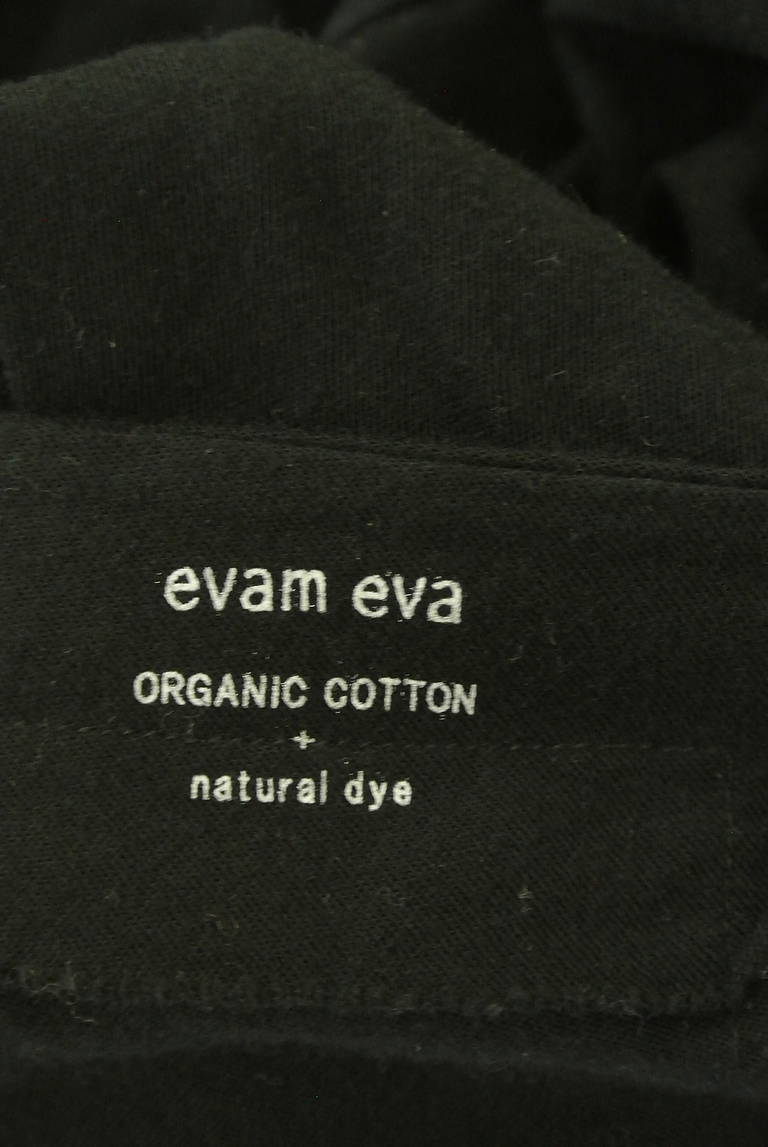 evam eva
ORGANIC COTTON
+
natural dye